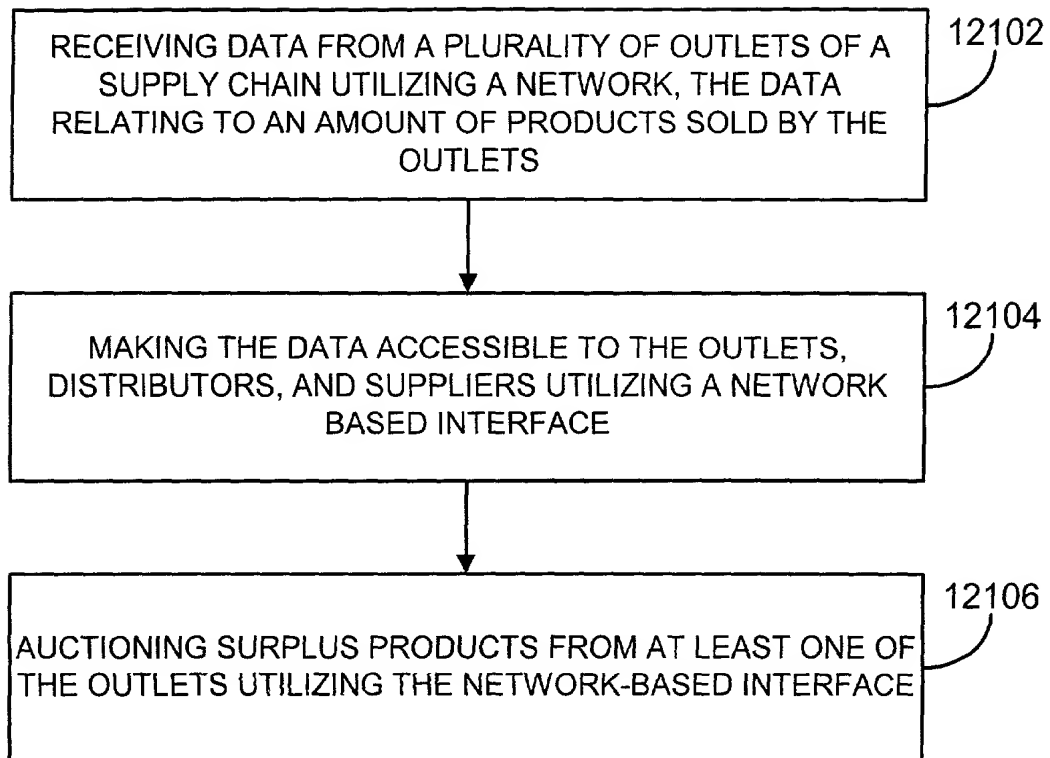 RECEIVING DATA FROM A PLURALITY OF OUTLETS OF A
SUPPLY CHAIN UTILIZING A NETWORK, THE DATA
RELATING TO AN AMOUNT OF PRODUCTS SOLD BY THE
OUTLETS
12102
MAKING THE DATA ACCESSIBLE TO THE OUTLETS,
DISTRIBUTORS, AND SUPPLIERS UTILIZING A NETWORK
BASED INTERFACE
12104
AUCTIONING SURPLUS PRODUCTS FROM AT LEAST ONE OF
THE OUTLETS UTILIZING THE NETWORK-BASED INTERFACE
12106